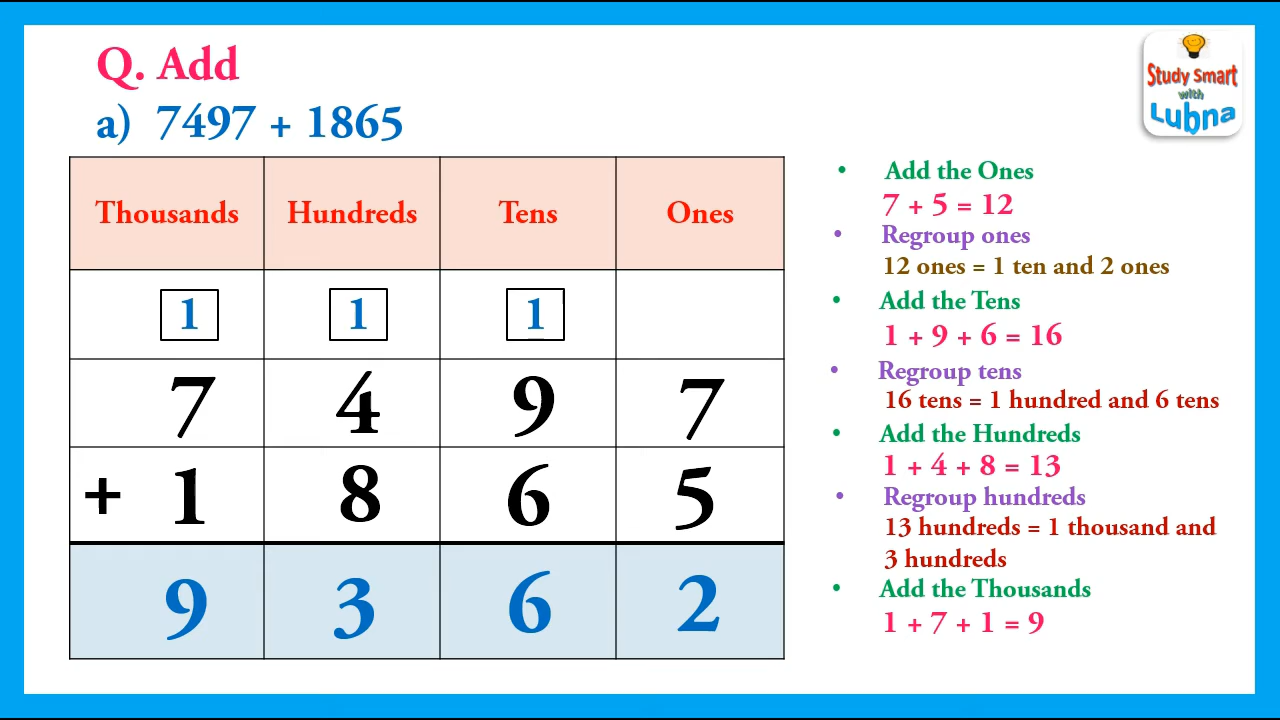 Q. Add
a) 7497 + 1865
Study Smart
with
Lubna
Thousands Hundreds Tens Ones
1 1 1
7 4 9 7
+ 1 8 6 5
9 3 6 2
• Add the Ones
7 + 5 = 12
• Regroup ones
12 ones = 1 ten and 2 ones
• Add the Tens
1 + 9 + 6 = 16
• Regroup tens
16 tens = 1 hundred and 6 tens
• Add the Hundreds
1 + 4 + 8 = 13
• Regroup hundreds
13 hundreds = 1 thousand and
3 hundreds
• Add the Thousands
1 + 7 + 1 = 9